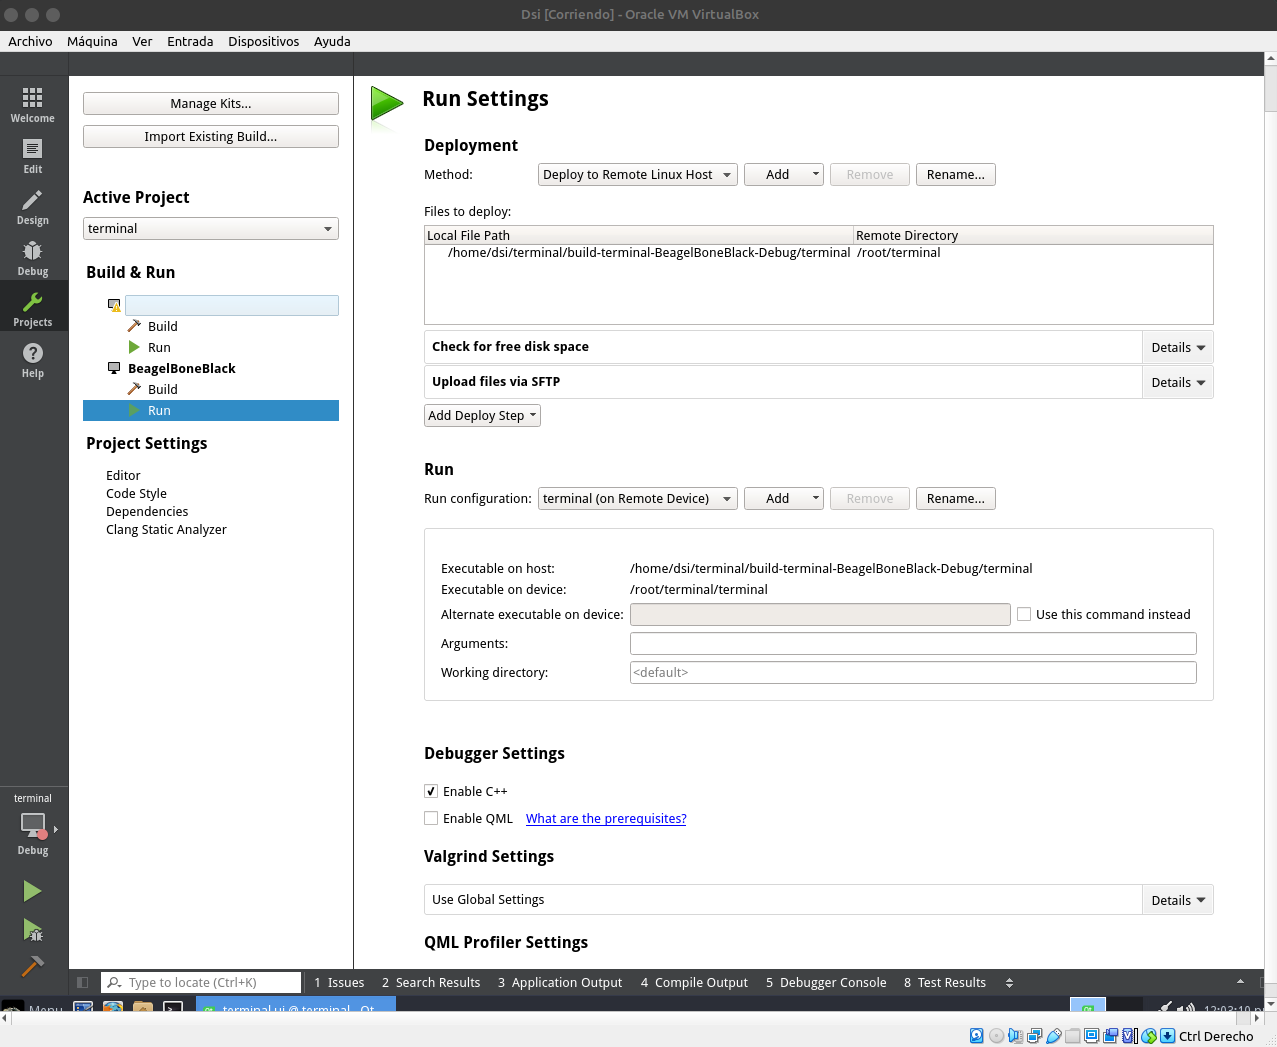 Dsi [Corriendo] - Oracle VM VirtualBox
Archivo Máquina Ver Entrada Dispositivos Ayuda
Welcome
Edit
Design
Debug
Projects
Help
Manage Kits...
Import Existing Build...
Active Project
terminal
Build & Run
Build
Run
BeagelBoneBlack
Build
Run
Project Settings
Editor
Code Style
Dependencies
Clang Static Analyzer
Run Settings
Deployment
Method: Deploy to Remote Linux Host Add Remove Rename...
Files to deploy:
Local File Path Remote Directory
/home/dsi/terminal/build-terminal-BeagelBoneBlack-Debug/terminal /root/terminal
Check for free disk space Details
Upload files via SFTP Details
Add Deploy Step
Run
Run configuration: terminal (on Remote Device) Add Remove Rename...
Executable on host: /home/dsi/terminal/build-terminal-BeagelBoneBlack-Debug/terminal
Executable on device: /root/terminal/terminal
Alternate executable on device: Use this command instead
Arguments:
Working directory: <default>
Debugger Settings
Enable C++
Enable QML What are the prerequisites?
Valgrind Settings
Use Global Settings Details
QML Profiler Settings
terminal
Debug
Type to locate (Ctrl+K) 1 Issues 2 Search Results 3 Application Output 4 Compile Output 5 Debugger Console 8 Test Results
Menu terminal.ui @ terminal - Qt
Ctrl Derecho